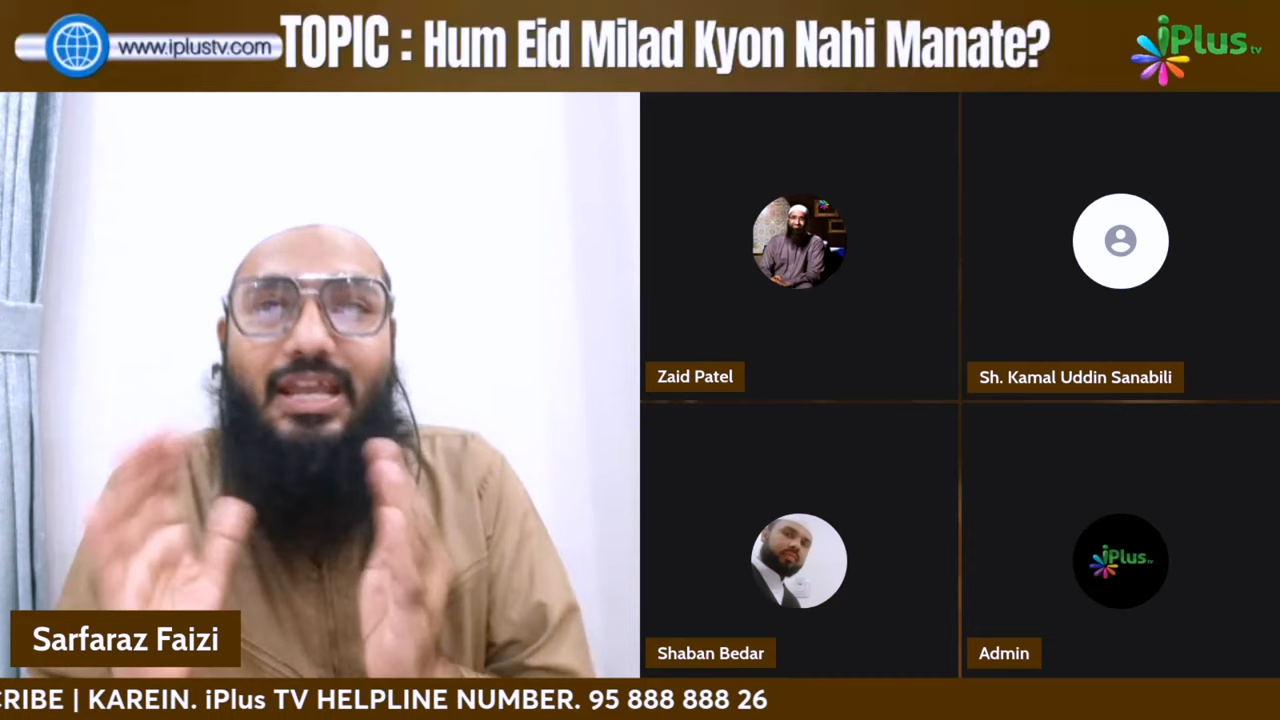 www.iplustv.com
TOPIC : Hum Eid Milad Kyon Nahi Manate?
iPlus tv
Zaid Patel
Sh. Kamal Uddin Sanabili
iPlus tv
Shaban Bedar
Admin
Sarfaraz Faizi
CRIBE | KAREIN. iPlus TV HELPLINE NUMBER. 95 888 888 26